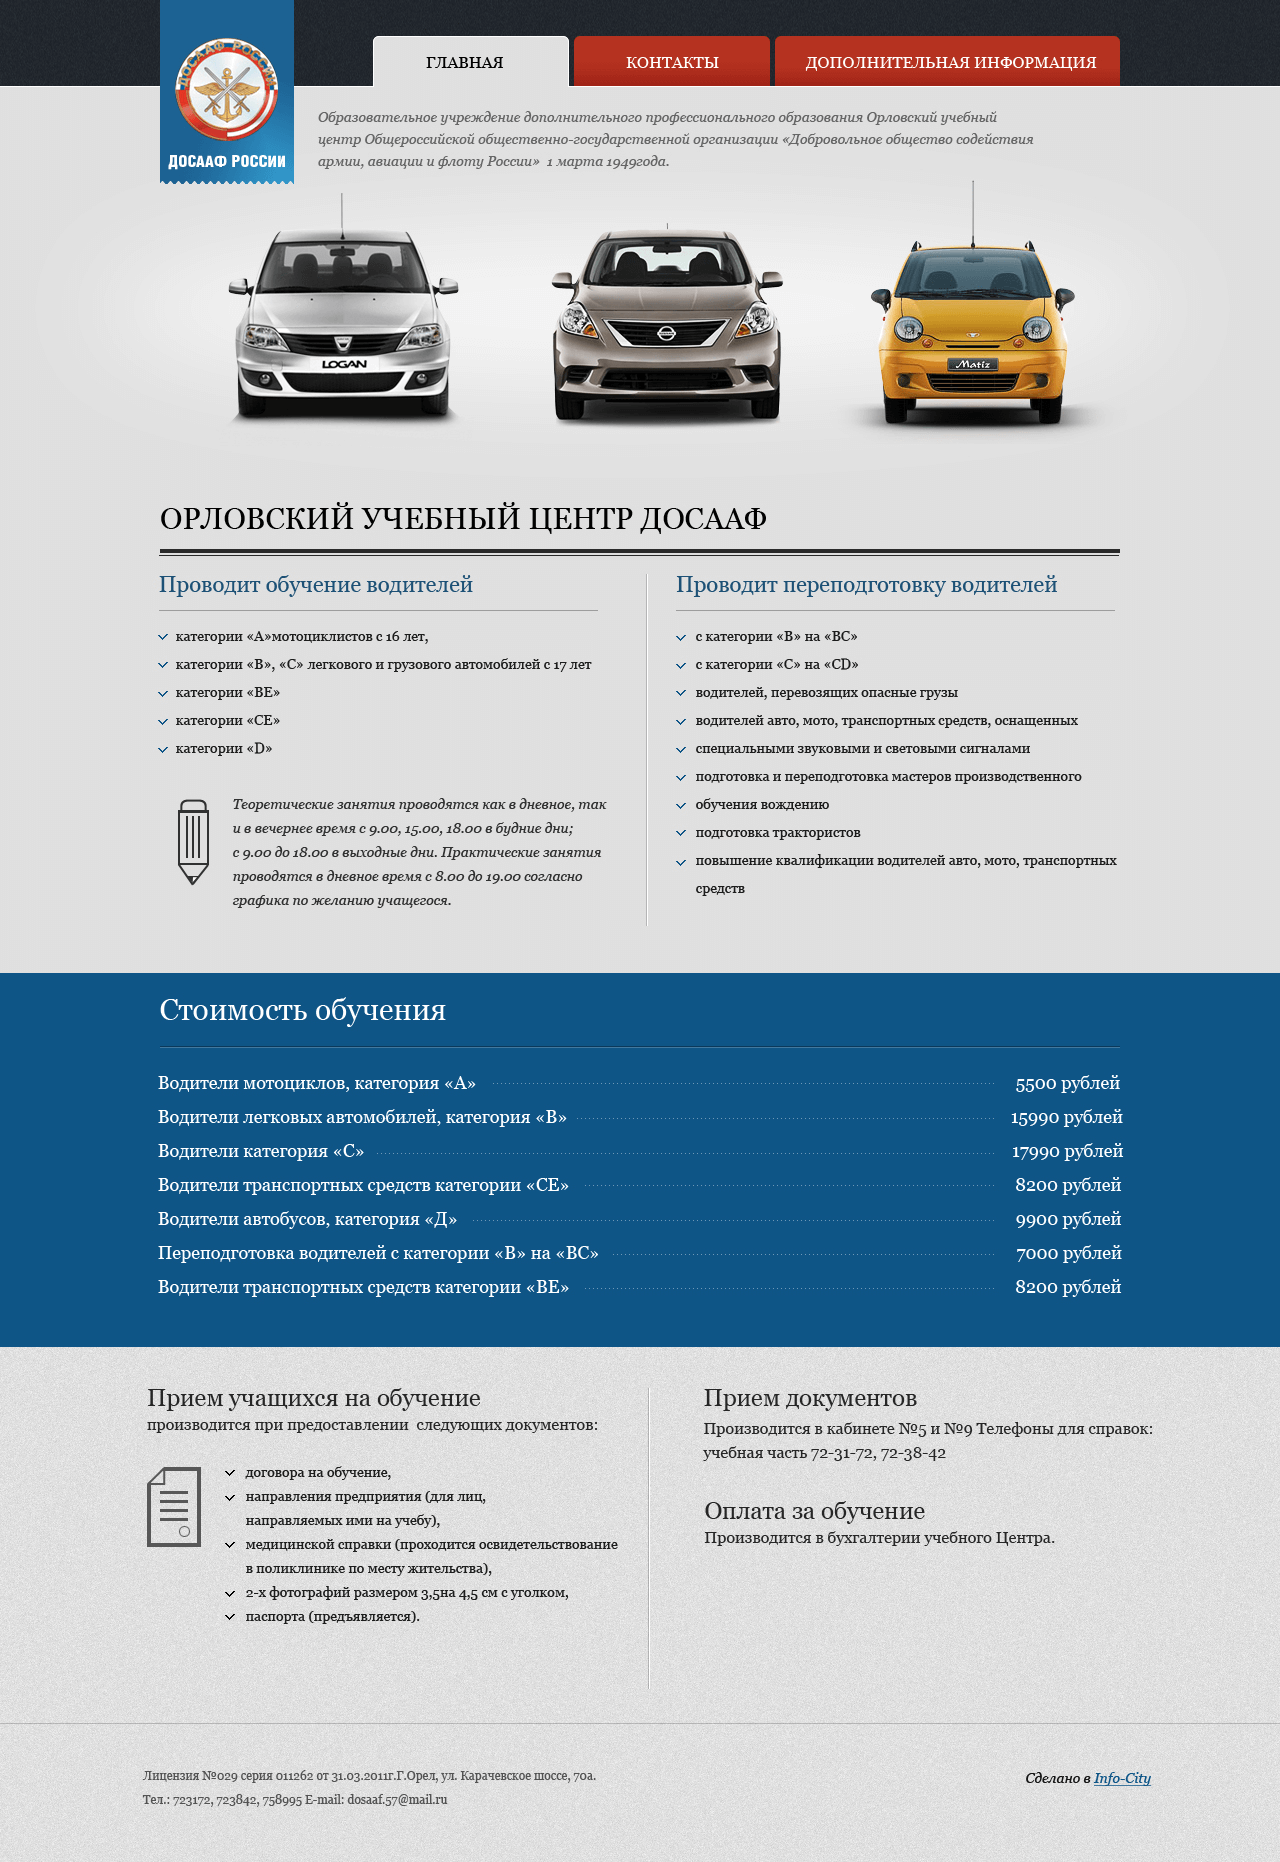 ДОСААФ РОССИИ
ДОСААФ РОССИИ
ГЛАВНАЯ
КОНТАКТЫ
ДОПОЛНИТЕЛЬНАЯ ИНФОРМАЦИЯ
Образовательное учреждение дополнительного профессионального образования Орловский учебный
центр Общероссийской общественно-государственной организации «Добровольное общество содействия
армии, авиации и флоту России» 1 марта 1949года.
LOGAN
Matiz
ОРЛОВСКИЙ УЧЕБНЫЙ ЦЕНТР ДОСААФ
Проводит обучение водителей
категории «А»мотоциклистов с 16 лет,
категории «В», «С» легкового и грузового автомобилей с 17 лет
категории «ВЕ»
категории «СЕ»
категории «D»
Теоретические занятия проводятся как в дневное, так
и в вечернее время с 9.00, 15.00, 18.00 в будние дни;
с 9.00 до 18.00 в выходные дни. Практические занятия
проводятся в дневное время с 8.00 до 19.00 согласно
графика по желанию учащегося.
Проводит переподготовку водителей
с категории «В» на «ВС»
с категории «С» на «CD»
водителей, перевозящих опасные грузы
водителей авто, мото, транспортных средств, оснащенных
специальными звуковыми и световыми сигналами
подготовка и переподготовка мастеров производственного
обучения вождению
подготовка трактористов
повышение квалификации водителей авто, мото, транспортных
средств
Стоимость обучения
Водители мотоциклов, категория «А» 5500 рублей
Водители легковых автомобилей, категория «В» 15990 рублей
Водители категория «С» 17990 рублей
Водители транспортных средств категории «СЕ» 8200 рублей
Водители автобусов, категория «Д» 9900 рублей
Переподготовка водителей с категории «В» на «ВС» 7000 рублей
Водители транспортных средств категории «ВЕ» 8200 рублей
Прием учащихся на обучение
производится при предоставлении следующих документов:
договора на обучение,
направления предприятия (для лиц,
направляемых ими на учебу),
медицинской справки (проходится освидетельствование
в поликлинике по месту жительства),
2-х фотографий размером 3,5на 4,5 см с уголком,
паспорта (предъявляется).
Прием документов
Производится в кабинете №5 и №9 Телефоны для справок:
учебная часть 72-31-72, 72-38-42
Оплата за обучение
Производится в бухгалтерии учебного Центра.
Лицензия №029 серия 011262 от 31.03.2011г.Г.Орел, ул. Карачевское шоссе, 70а.
Тел.: 723172, 723842, 758995 E-mail: dosaaf.57@mail.ru
Сделано в Info-City